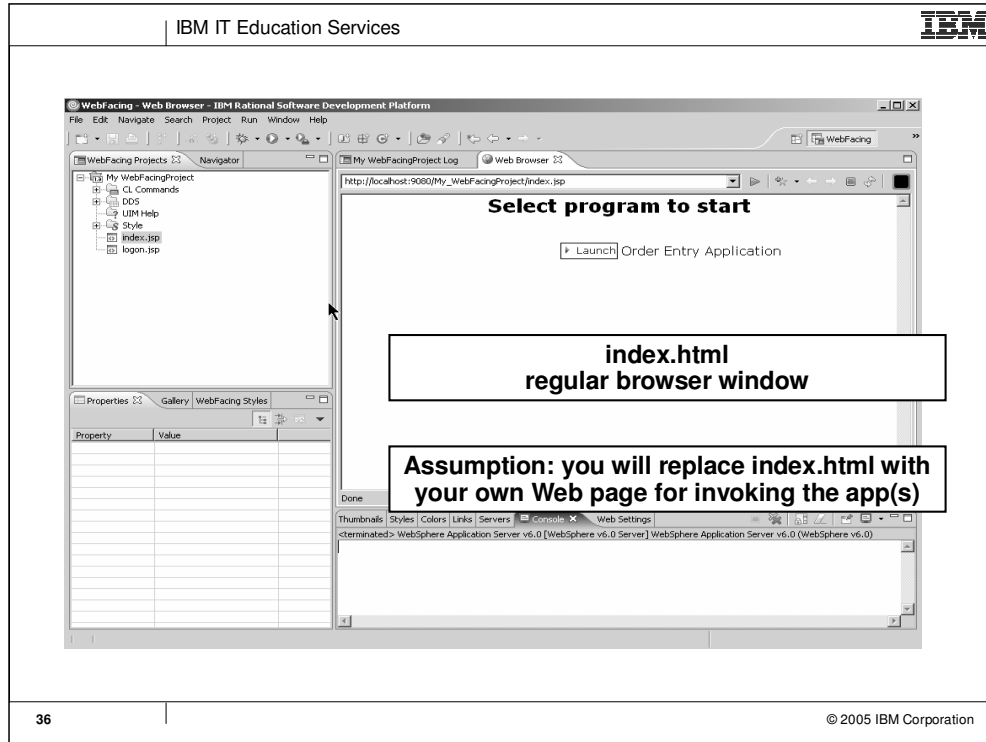 IBM IT Education Services
IBM
WebFacing - Web Browser - IBM Rational Software Development Platform
File Edit Navigate Search Project Run Window Help
WebFacing
WebFacing Projects Navigator
My WebFacingProject
CL Commands
DDS
UIM Help
Style
index.jsp
logon.jsp
My WebFacingProject Log Web Browser
http://localhost:9080/My_WebFacingProject/index.jsp
Select program to start
Launch Order Entry Application
index.html
regular browser window
Assumption: you will replace index.html with
your own Web page for invoking the app(s)
Done
Properties Gallery WebFacing Styles
Property Value
Thumbnails Styles Colors Links Servers Console Web Settings
<terminated> WebSphere Application Server v6.0 [WebSphere v6.0 Server] WebSphere Application Server v6.0 (WebSphere v6.0)
36
© 2005 IBM Corporation